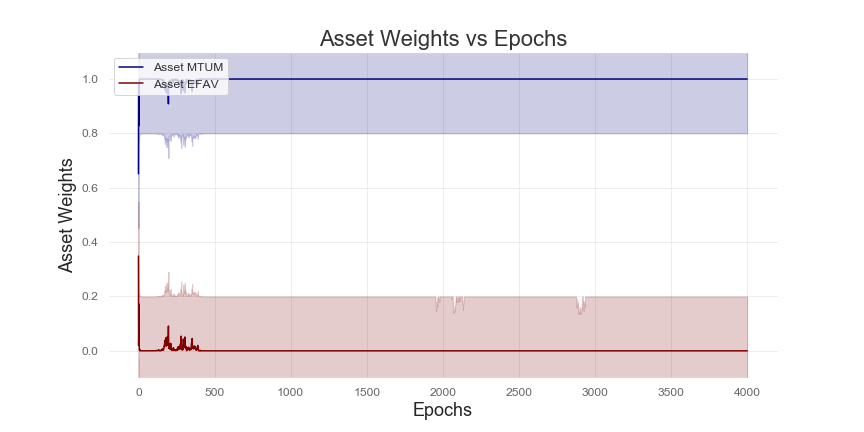 Asset Weights vs Epochs
Asset MTUM
Asset EFAV
Asset Weights
1.0
0.8
0.6
0.4
0.2
0.0
0 500 1000 1500 2000 2500 3000 3500 4000
Epochs